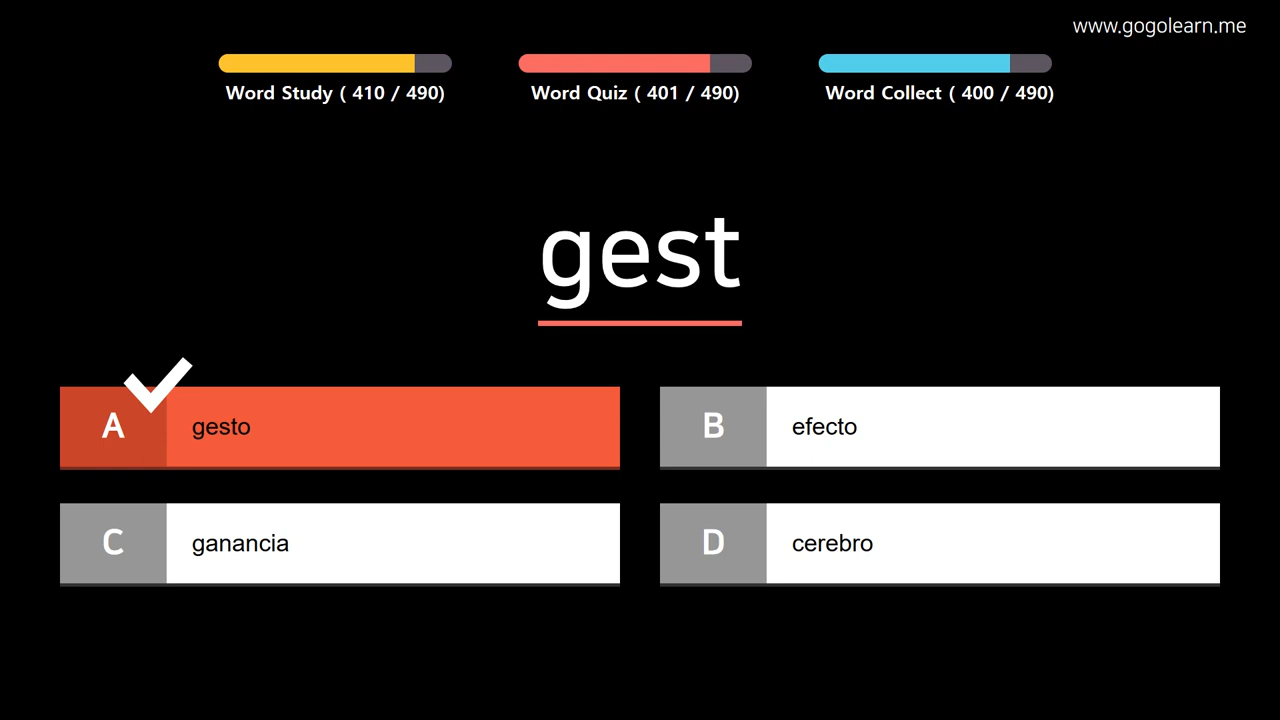 www.gogolearn.me
Word Study ( 410 / 490)
Word Quiz ( 401 / 490)
Word Collect ( 400 / 490)
gest
A gesto
B efecto
C ganancia
D cerebro